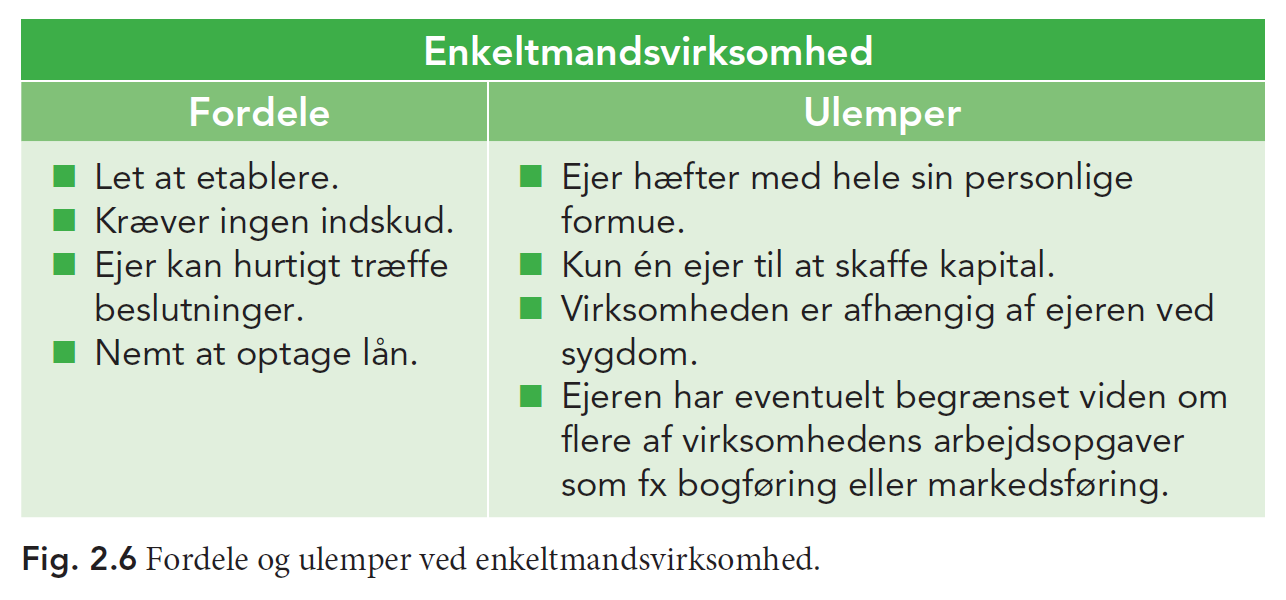 Enkeltmandsvirksomhed
Fordele
Let at etablere.
Kræver ingen indskud.
Ejer kan hurtigt træffe
beslutninger.
Nemt at optage lån.
Ulemper
Ejer hæfter med hele sin personlige
formue.
Kun én ejer til at skaffe kapital.
Virksomheden er afhængig af ejeren ved
sygdom.
Ejeren har eventuelt begrænset viden om
flere af virksomhedens arbejdsopgaver
som fx bogføring eller markedsføring.
Fig. 2.6 Fordele og ulemper ved enkeltmandsvirksomhed.